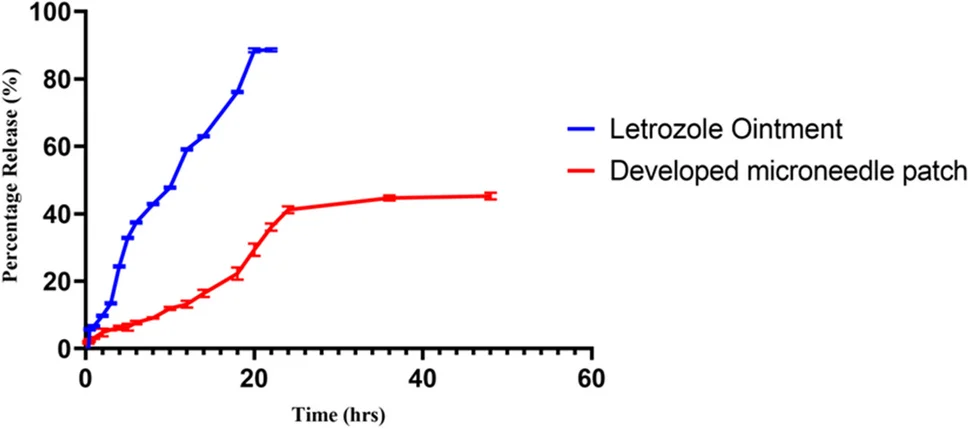 100
80
60
40
20
0
Percentage Release (%)
0 20 40 60
Time (hrs)
Letrozole Ointment
Developed microneedle patch